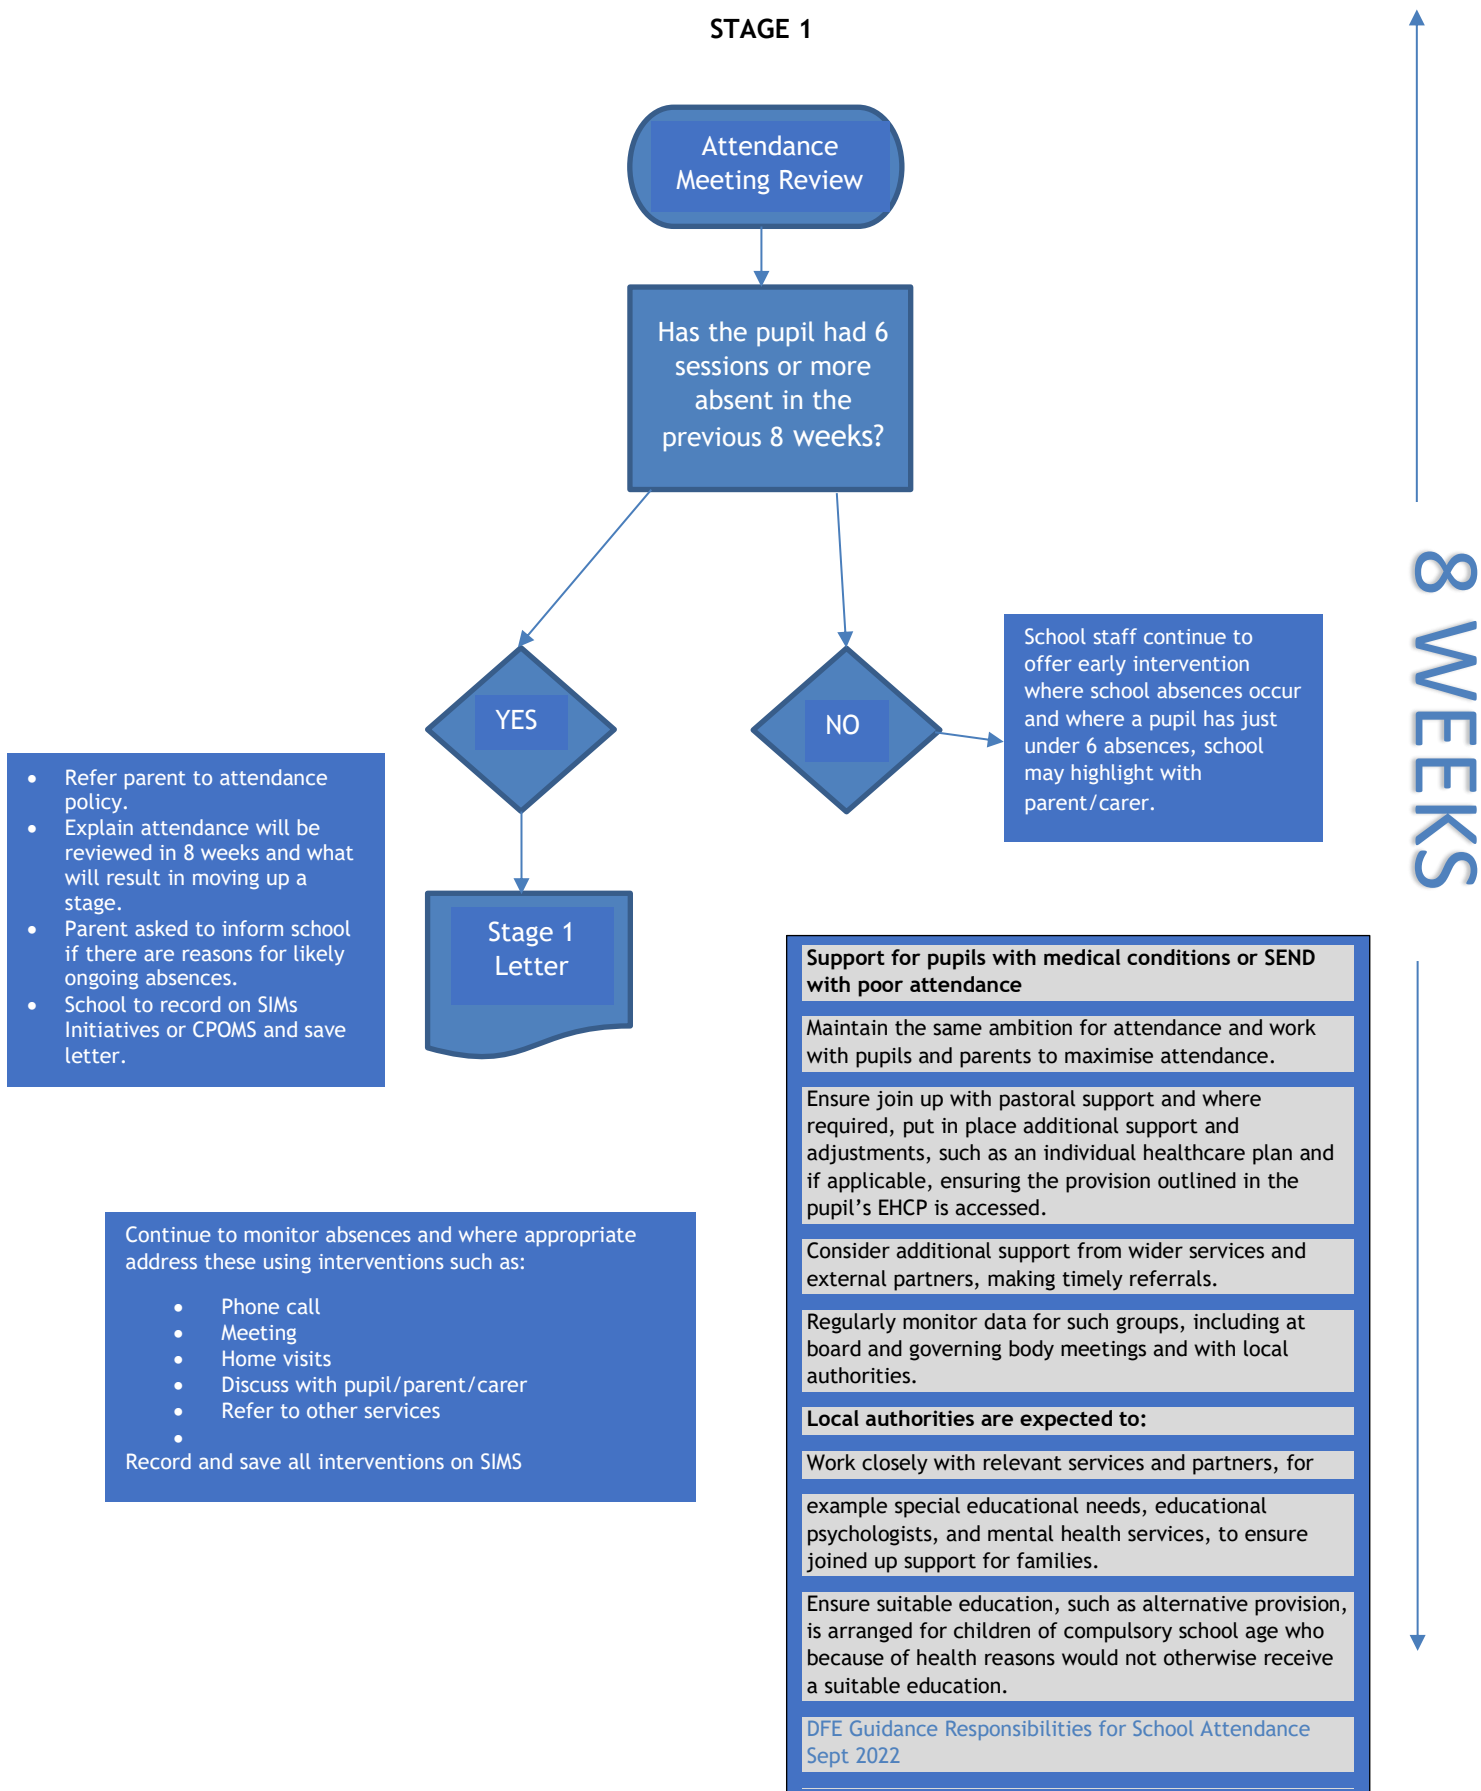 STAGE 1
Attendance
Meeting Review
Has the pupil had 6
sessions or more
absent in the
previous 8 weeks?
YES
NO
School staff continue to
offer early intervention
where school absences occur
and where a pupil has just
under 6 absences, school
may highlight with
parent/carer.
8 WEEKS
• Refer parent to attendance
policy.
• Explain attendance will be
reviewed in 8 weeks and what
will result in moving up a
stage.
• Parent asked to inform school
if there are reasons for likely
ongoing absences.
• School to record on SIMs
Initiatives or CPOMS and save
letter.
Stage 1
Letter
Support for pupils with medical conditions or SEND
with poor attendance
Maintain the same ambition for attendance and work
with pupils and parents to maximise attendance.
Ensure join up with pastoral support and where
required, put in place additional support and
adjustments, such as an individual healthcare plan and
if applicable, ensuring the provision outlined in the
pupil’s EHCP is accessed.
Consider additional support from wider services and
external partners, making timely referrals.
Regularly monitor data for such groups, including at
board and governing body meetings and with local
authorities.
Local authorities are expected to:
Work closely with relevant services and partners, for
example special educational needs, educational
psychologists, and mental health services, to ensure
joined up support for families.
Ensure suitable education, such as alternative provision,
is arranged for children of compulsory school age who
because of health reasons would not otherwise receive
a suitable education.
DFE Guidance Responsibilities for School Attendance
Sept 2022
Continue to monitor absences and where appropriate
address these using interventions such as:
• Phone call
• Meeting
• Home visits
• Discuss with pupil/parent/carer
• Refer to other services
•
Record and save all interventions on SIMS